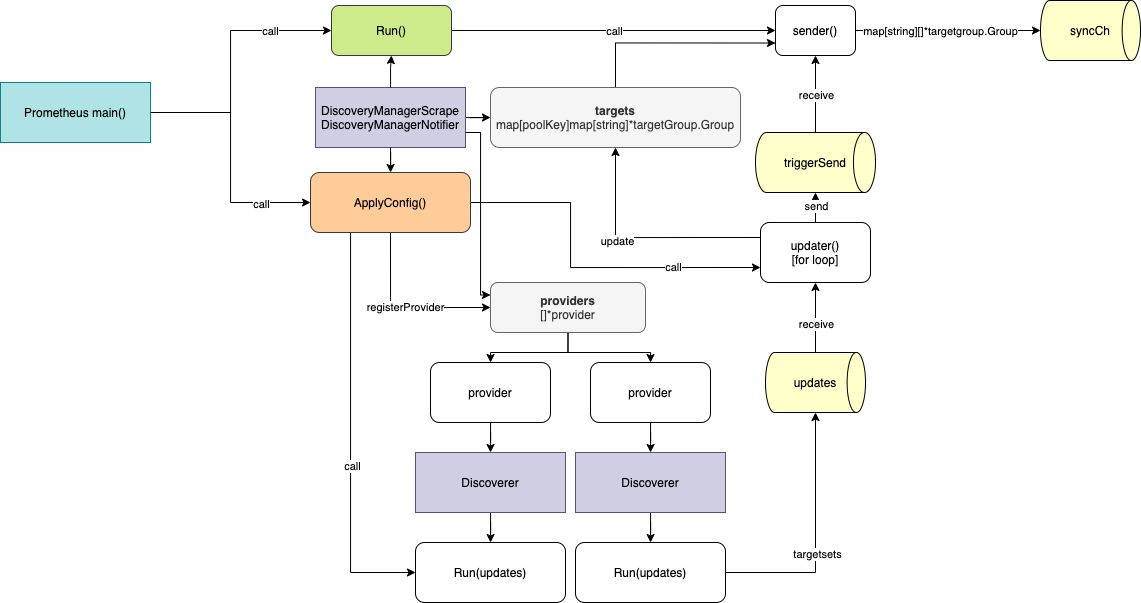 call
Run()
call
sender()
map[string][]*targetgroup.Group
syncCh
Prometheus main()
DiscoveryManagerScrape
DiscoveryManagerNotifier
targets
map[poolKey]map[string]*targetGroup.Group
receive
triggerSend
call
ApplyConfig()
send
update
updater()
[for loop]
call
registerProvider
providers
[]*provider
receive
provider
provider
updates
call
Discoverer
Discoverer
targetsets
Run(updates)
Run(updates)